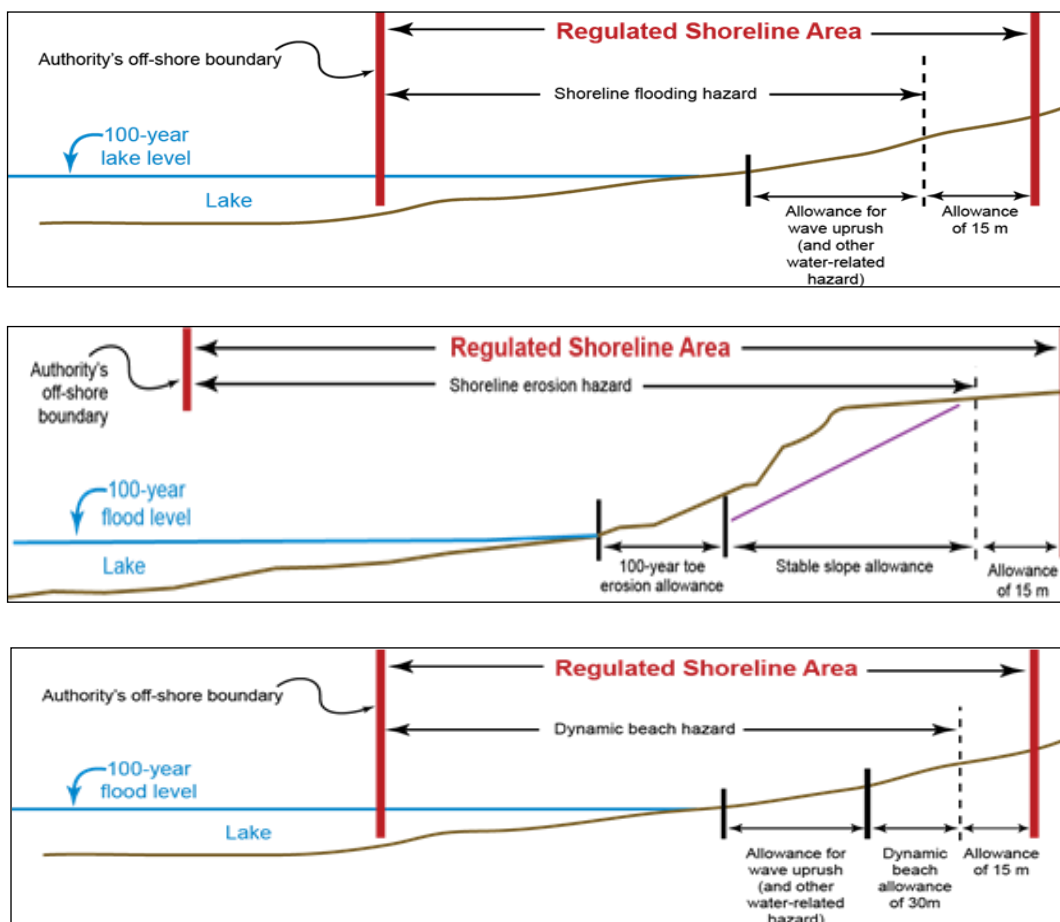 Regulated Shoreline Area
Authority's off-shore boundary
Shoreline flooding hazard
100-year
lake level
Lake
Allowance for
wave uprush
(and other
water-related
hazard)
Allowance
of 15 m
Regulated Shoreline Area
Authority's
off-shore
boundary
Shoreline erosion hazard
100-year
flood level
Lake
100-year toe
erosion allowance
Stable slope allowance
Allowance
of 15 m
Regulated Shoreline Area
Authority's off-shore boundary
Dynamic beach hazard
100-year
flood level
Lake
Allowance for
wave uprush
(and other
water-related
hazard)
Dynamic
beach
allowance
of 30m
Allowance
of 15 m